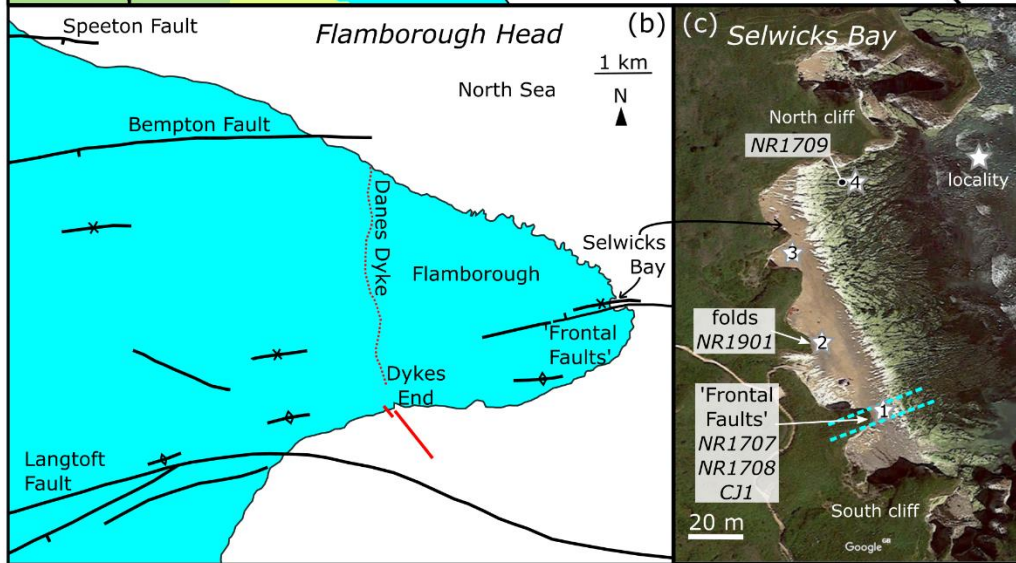 Speeton Fault
Flamborough Head
(b)
1 km
N
North Sea
Bempton Fault
Danes Dyke
Flamborough
Selwicks
Bay
Frontal
Faults'
Dykes
End
Langtoft
Fault
(c)
Selwicks Bay
North cliff
NR1709
4
locality
3
folds
NR1901
2
'Frontal
Faults'
NR1707
NR1708
CJ1
1
20 m
South cliff
Google GB